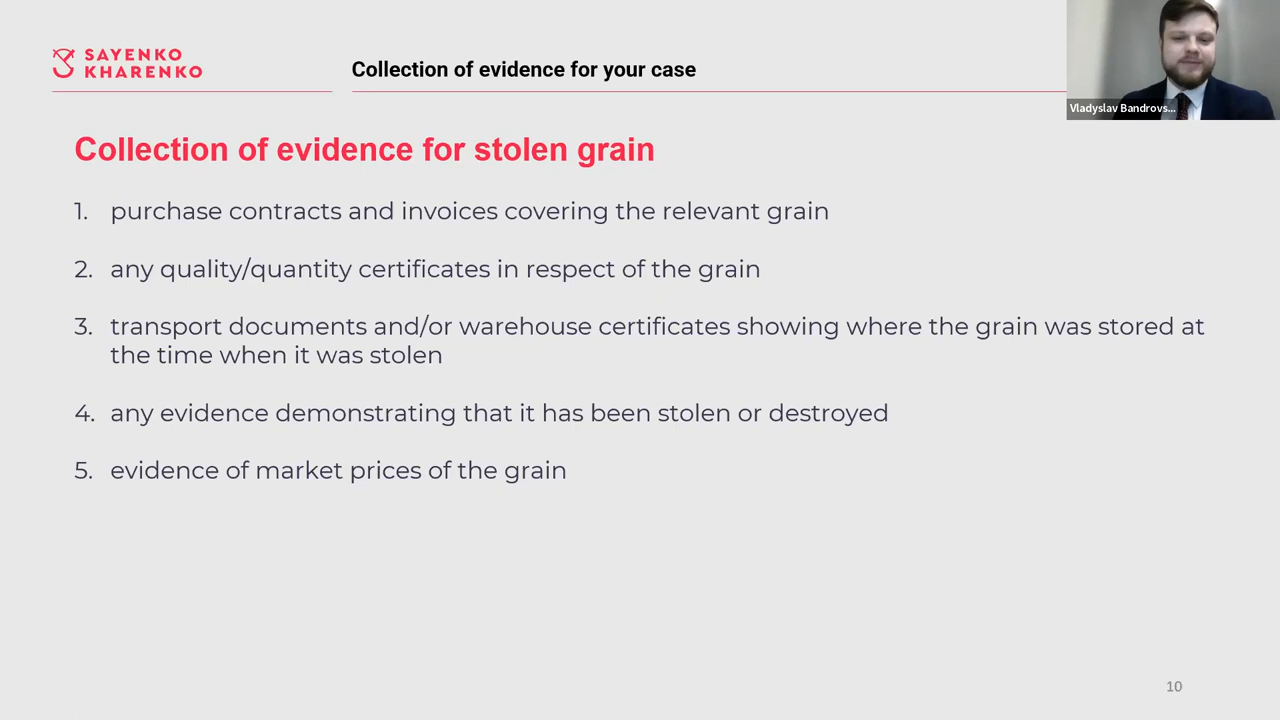 SAYENKO
KHARENKO
Collection of evidence for your case
Vladyslav Bandrovs...
Collection of evidence for stolen grain
1. purchase contracts and invoices covering the relevant grain
2. any quality/quantity certificates in respect of the grain
3. transport documents and/or warehouse certificates showing where the grain was stored at
the time when it was stolen
4. any evidence demonstrating that it has been stolen or destroyed
5. evidence of market prices of the grain
10